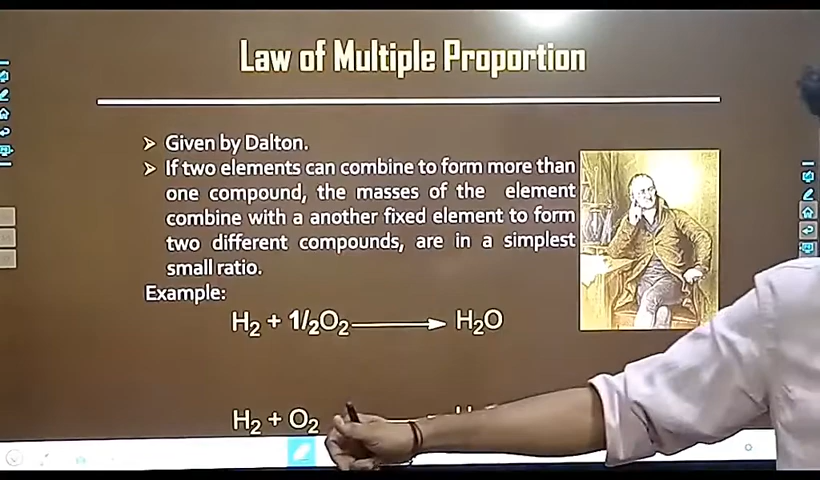 Law of Multiple Proportion
➢ Given by Dalton.
➢ If two elements can combine to form more than
one compound, the masses of the element
combine with a another fixed element to form
two different compounds, are in a simplest
small ratio.
Example:
H₂ + 1/₂O₂ ⟶ H₂O
H₂ + O₂